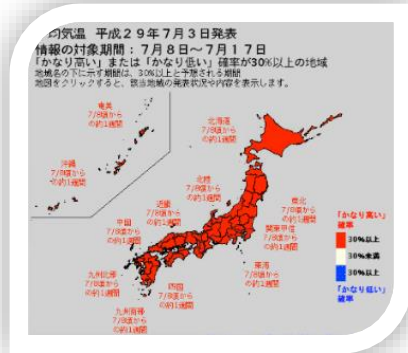 均気温 平成２９年７月３日発表
情報の対象期間：７月８日～７月１７日
「かなり高い」または「かなり低い」確率が30%以上の地域
地域名の下に示す期間は、30%以上と予想される期間
地図をクリックすると、該当地域の発表状況や内容を表示します。
奄美
7/8頃から
の約1週間
北海道
7/8頃から
の約1週間
沖縄
7/8頃から
の約1週間
北陸
7/8頃から
の約1週間
東北
7/8頃から
の約1週間
近畿
7/8頃から
の約1週間
中国
7/8頃から
の約1週間
関東甲信
7/8頃から
の約1週間
東海
7/8頃から
の約1週間
四国
7/8頃から
の約1週間
九州北部
7/8頃から
の約1週間
九州南部
7/8頃から
の約1週間
「かなり高い」
確率
30%以上
30%未満
30%以上
「かなり低い」
確率